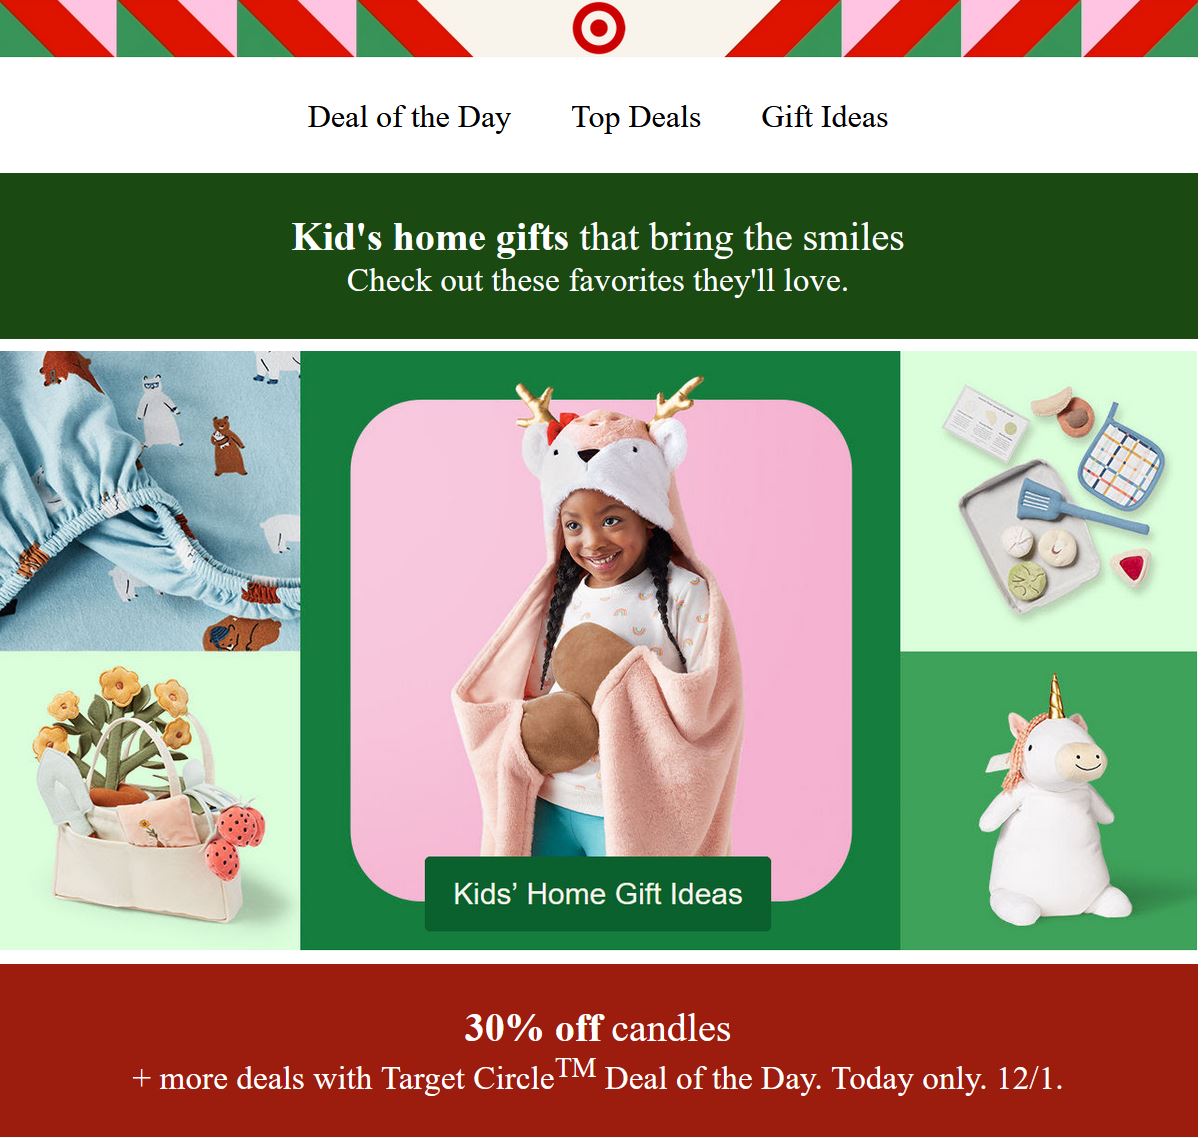 Deal of the Day Top Deals Gift Ideas
Kid's home gifts that bring the smiles
Check out these favorites they'll love.
Kids’ Home Gift Ideas
30% off candles
+ more deals with Target Circle™ Deal of the Day. Today only. 12/1.